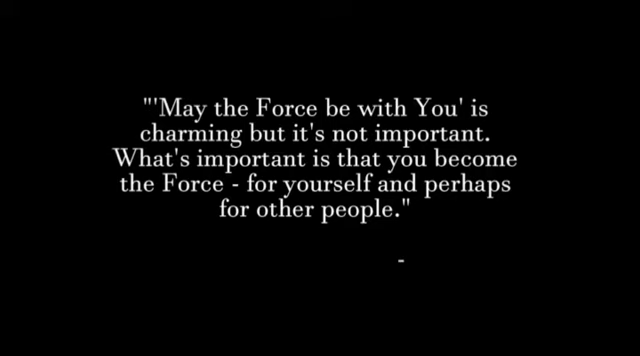 "'May the Force be with You' is
charming but it's not important.
What's important is that you become
the Force - for yourself and perhaps
for other people."
-